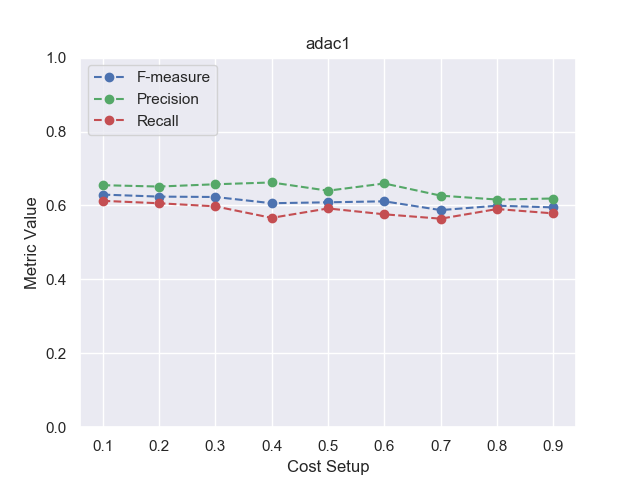 adac1
1.0
0.8
0.6
0.4
0.2
0.0
Metric Value
F-measure
Precision
Recall
0.1 0.2 0.3 0.4 0.5 0.6 0.7 0.8 0.9
Cost Setup